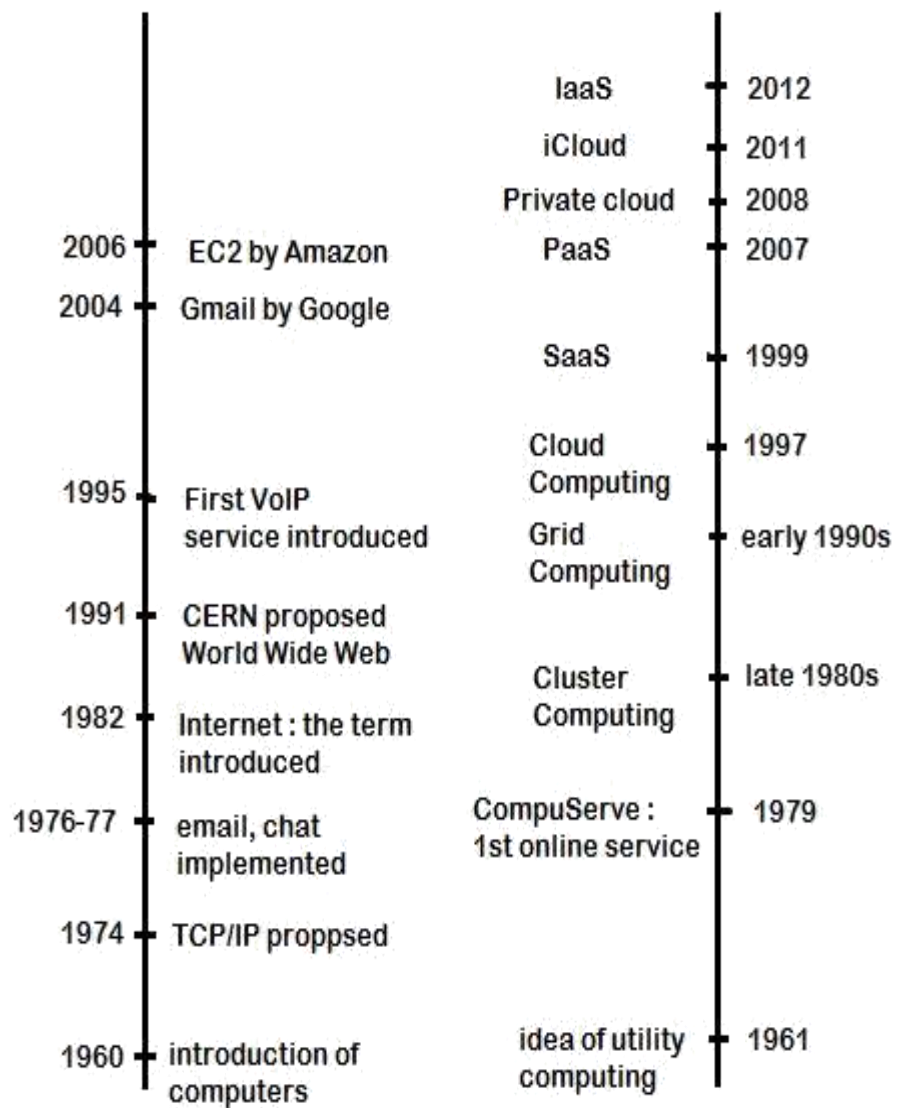 2006
EC2 by Amazon
2004
Gmail by Google
1995
First VoIP
service introduced
1991
CERN proposed
World Wide Web
1982
Internet : the term
introduced
1976-77
email, chat
implemented
1974
TCP/IP proppsed
1960
introduction of
computers
IaaS
2012
iCloud
2011
Private cloud
2008
PaaS
2007
SaaS
1999
Cloud
Computing
1997
Grid
Computing
early 1990s
Cluster
Computing
late 1980s
CompuServe :
1st online service
1979
idea of utility
computing
1961